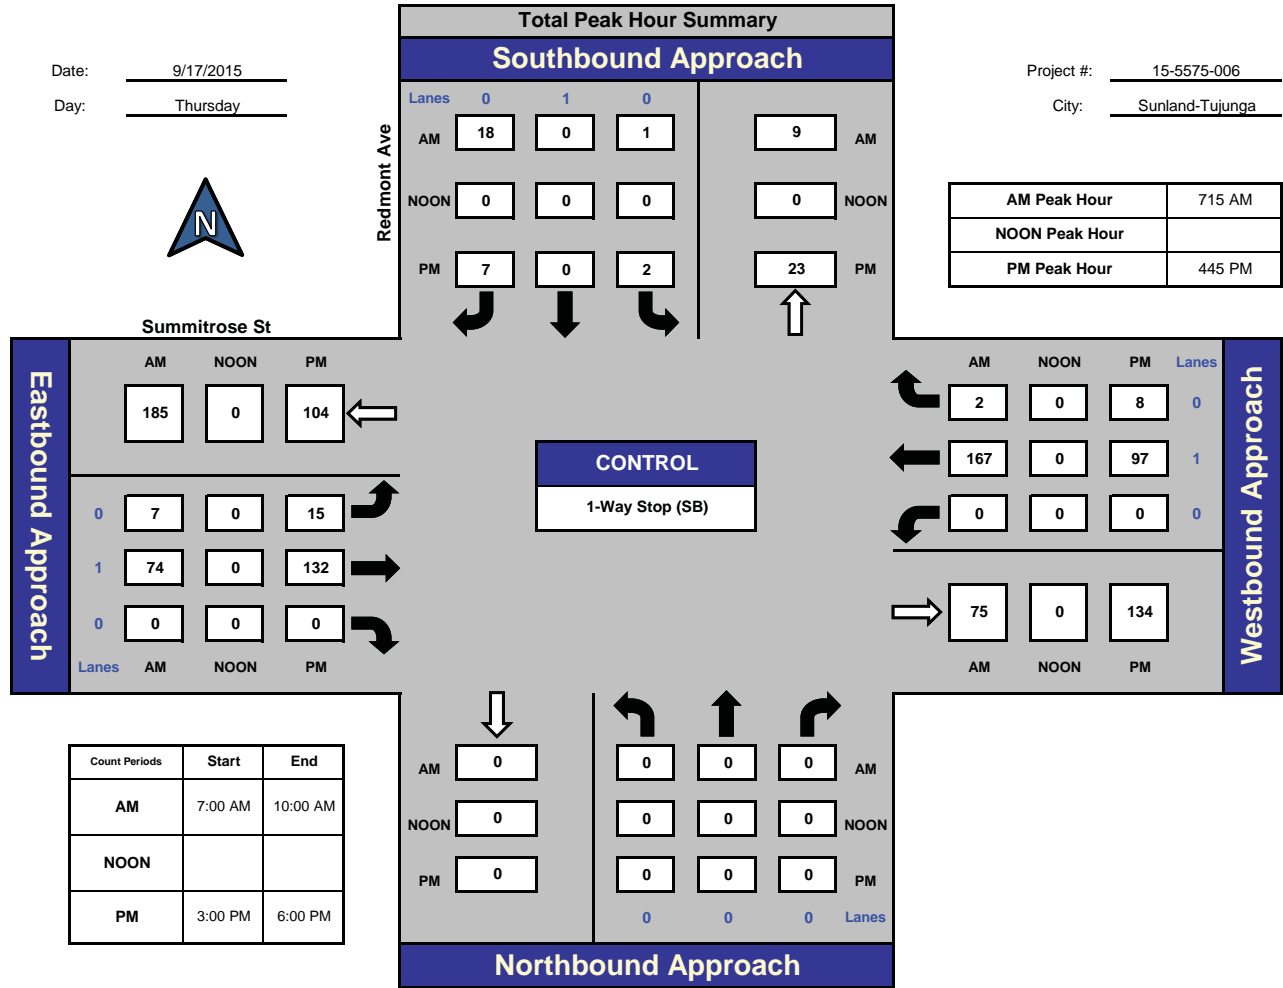 Total Peak Hour Summary
Southbound Approach
Date: 9/17/2015
Day: Thursday
Project #: 15-5575-006
City: Sunland-Tujunga
N
Redmont Ave
Lanes 0 1 0
AM 18 0 1 9 AM
NOON 0 0 0 0 NOON
PM 7 0 2 23 PM
AM Peak Hour 715 AM
NOON Peak Hour
PM Peak Hour 445 PM
Summitrose St
Eastbound Approach
AM NOON PM
185 0 104
0 7 0 15
1 74 0 132
0 0 0 0
Lanes AM NOON PM
CONTROL
1-Way Stop (SB)
AM NOON PM Lanes
2 0 8 0
167 0 97 1
0 0 0 0
75 0 134
AM NOON PM
Westbound Approach
Count Periods Start End
AM 7:00 AM 10:00 AM
NOON
PM 3:00 PM 6:00 PM
AM 0 0 0 0 AM
NOON 0 0 0 0 NOON
PM 0 0 0 0 PM
0 0 0 Lanes
Northbound Approach